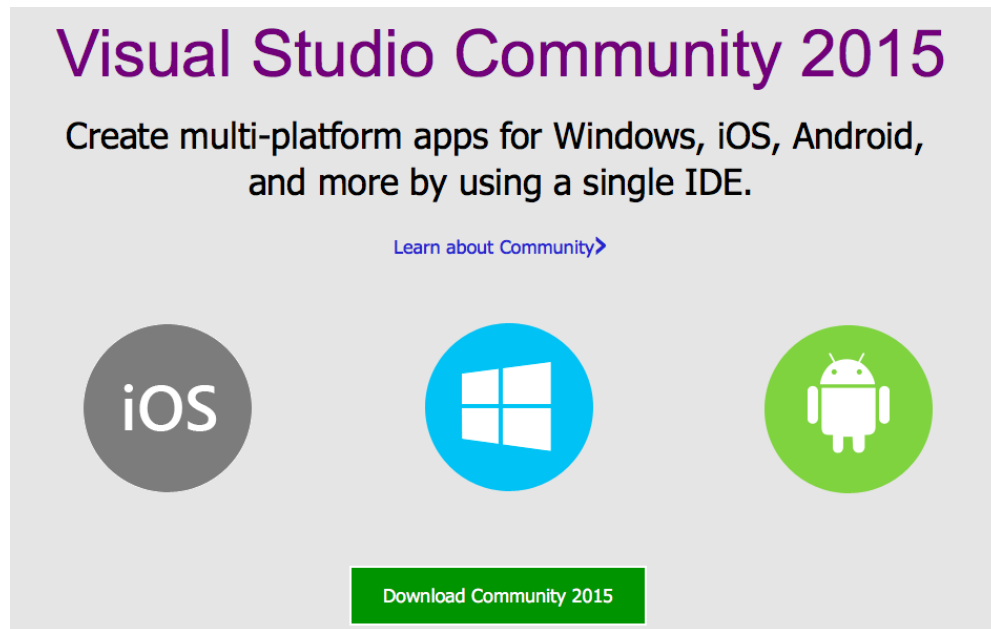 Visual Studio Community 2015
Create multi-platform apps for Windows, iOS, Android,
and more by using a single IDE.
Learn about Community>
iOS
Download Community 2015